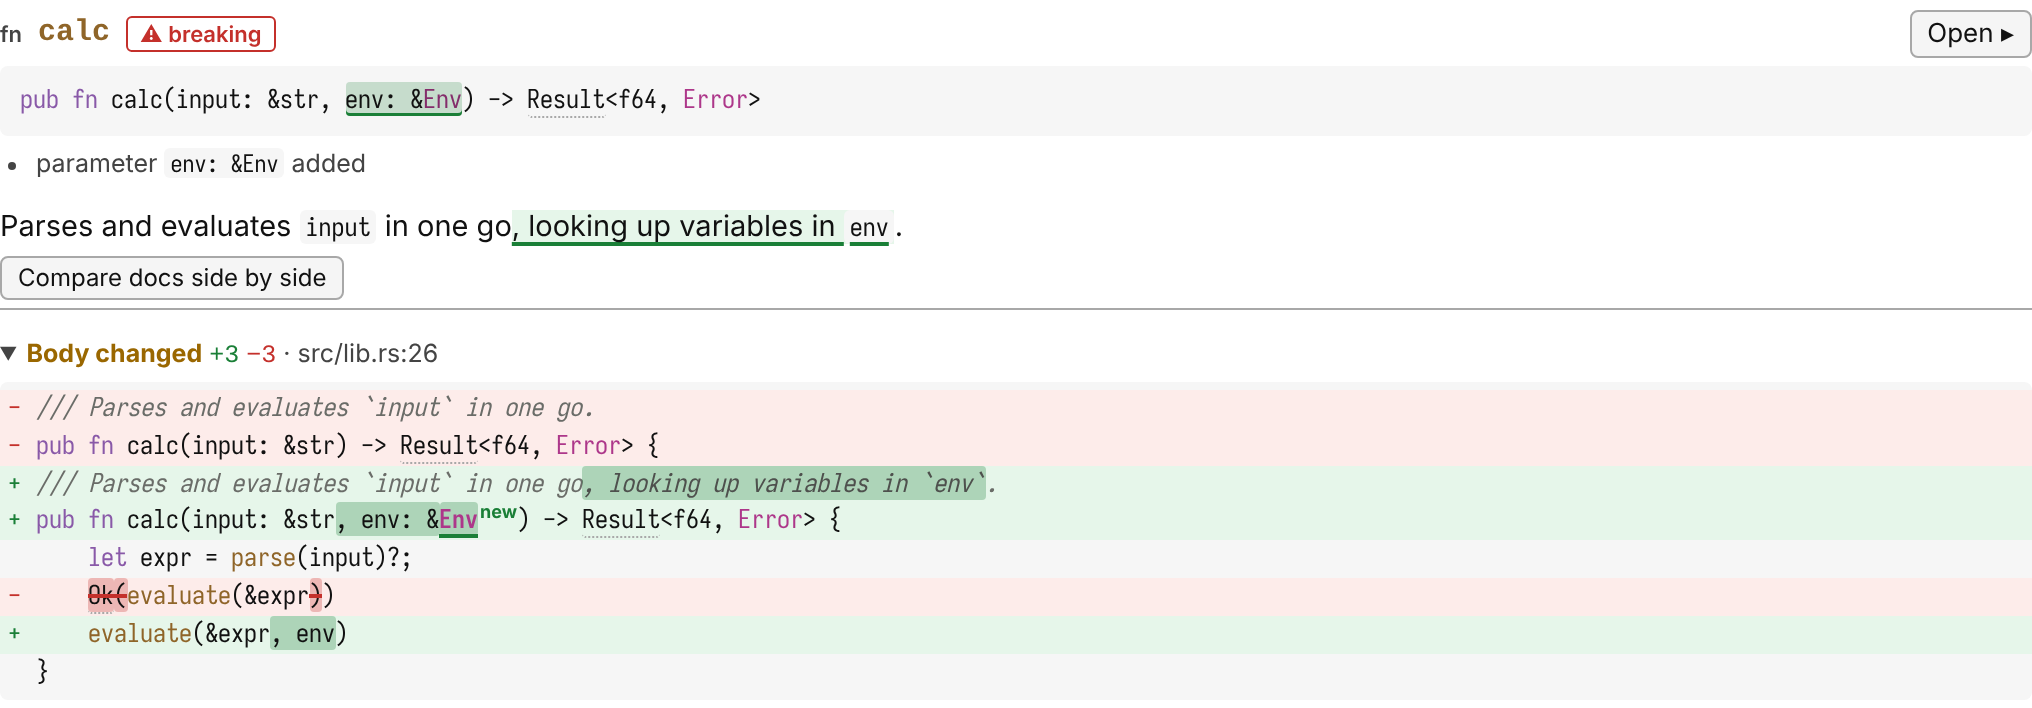 fn calc ⚠ breaking Open ▸
pub fn calc(input: &str, env: &Env) -> Result<f64, Error>
• parameter env: &Env added
Parses and evaluates input in one go, looking up variables in env.
Compare docs side by side
▼ Body changed +3 −3 · src/lib.rs:26
− /// Parses and evaluates `input` in one go.
− pub fn calc(input: &str) -> Result<f64, Error> {
+ /// Parses and evaluates `input` in one go, looking up variables in `env`.
+ pub fn calc(input: &str, env: &Env new) -> Result<f64, Error> {
    let expr = parse(input)?;
−     Ok(evaluate(&expr))
+     evaluate(&expr, env)
}